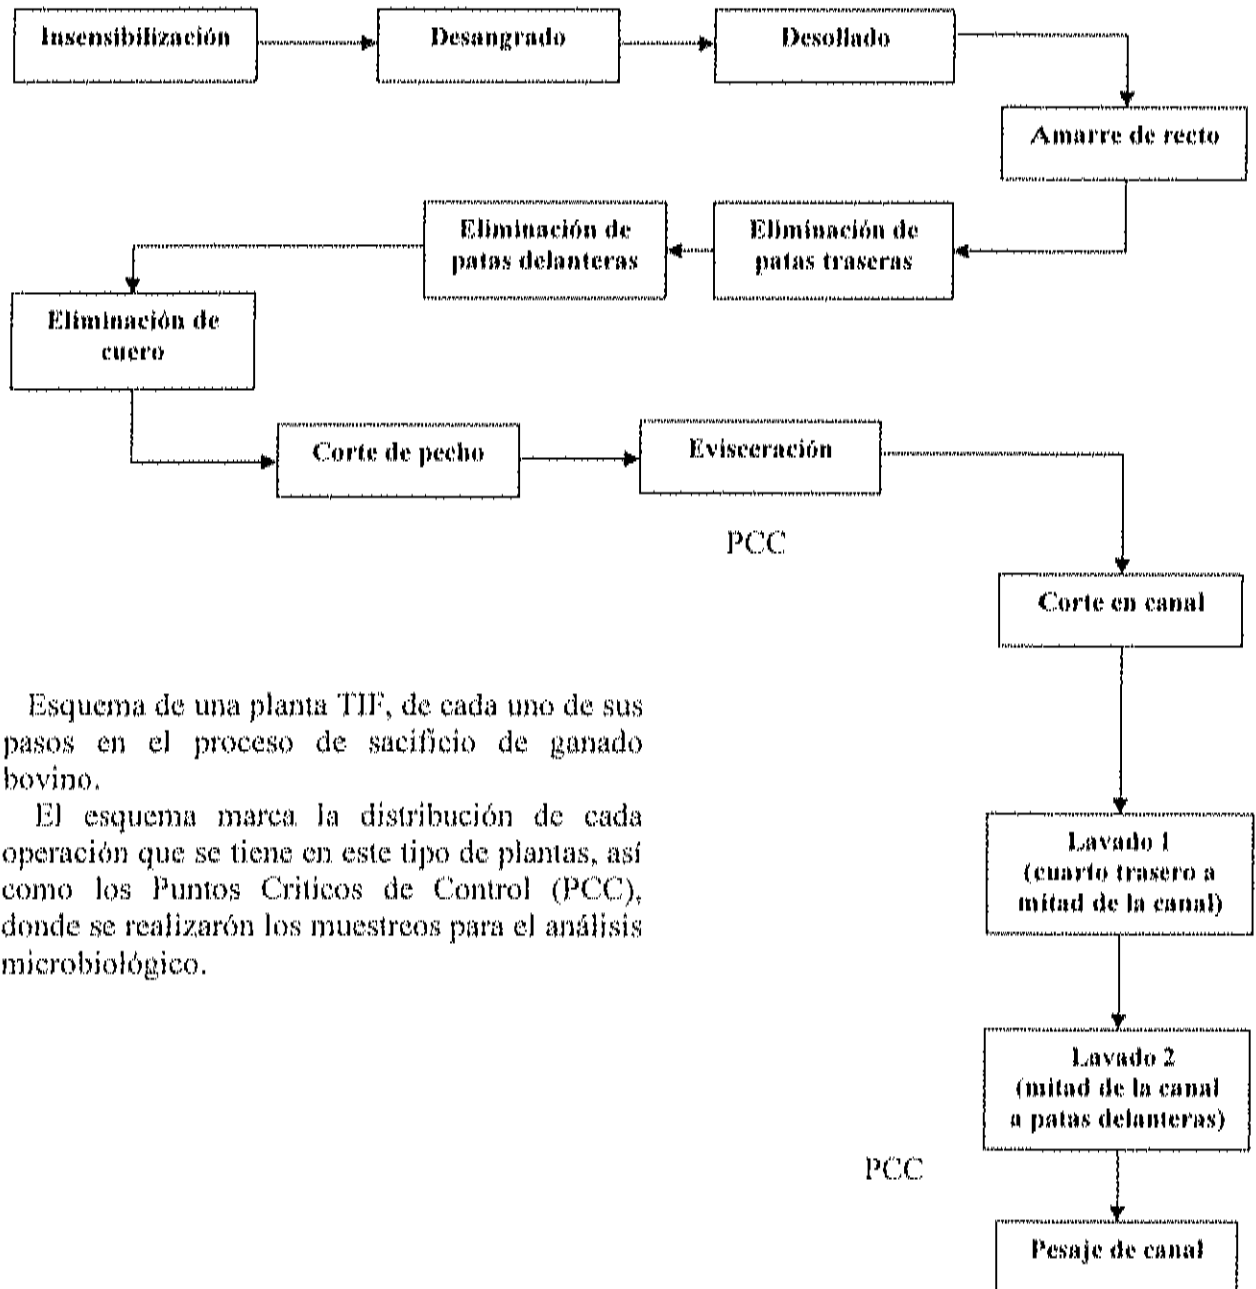 Insensibilización
Desangrado
Desollado
Amarre de recto
Eliminación de
patas traseras
Eliminación de
patas delanteras
Eliminación de
cuero
Corte de pecho
Evisceración
PCC
Corte en canal
Esquema de una planta TIF, de cada uno de sus
pasos en el proceso de sacificio de ganado
bovino.
El esquema marca la distribución de cada
operación que se tiene en este tipo de plantas, así
como los Puntos Criticos de Control (PCC),
donde se realizarón los muestreos para el análisis
microbiológico.
Lavado 1
(cuarto trasero a
mitad de la canal)
Lavado 2
(mitad de la canal
a patas delanteras)
PCC
Pesaje de canal